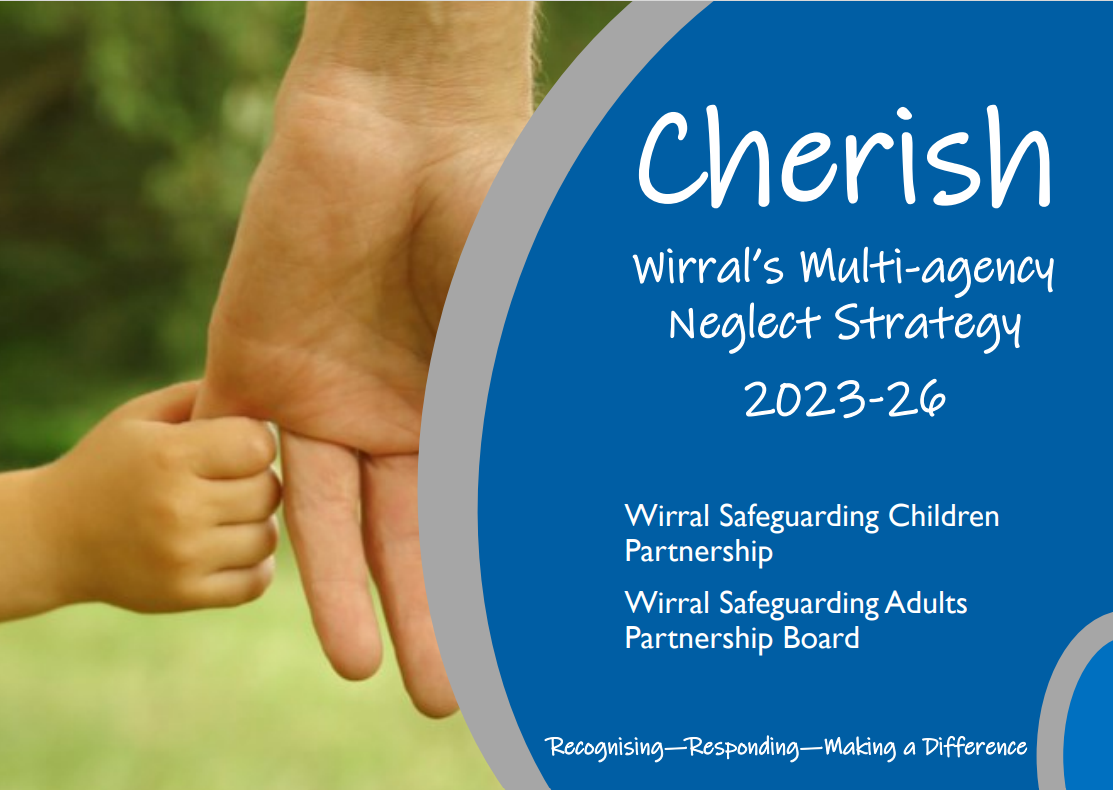 Cherish
Wirral's Multi-agency
Neglect Strategy
2023-26
Wirral Safeguarding Children
Partnership
Wirral Safeguarding Adults
Partnership Board
Recognising—Responding—Making a Difference